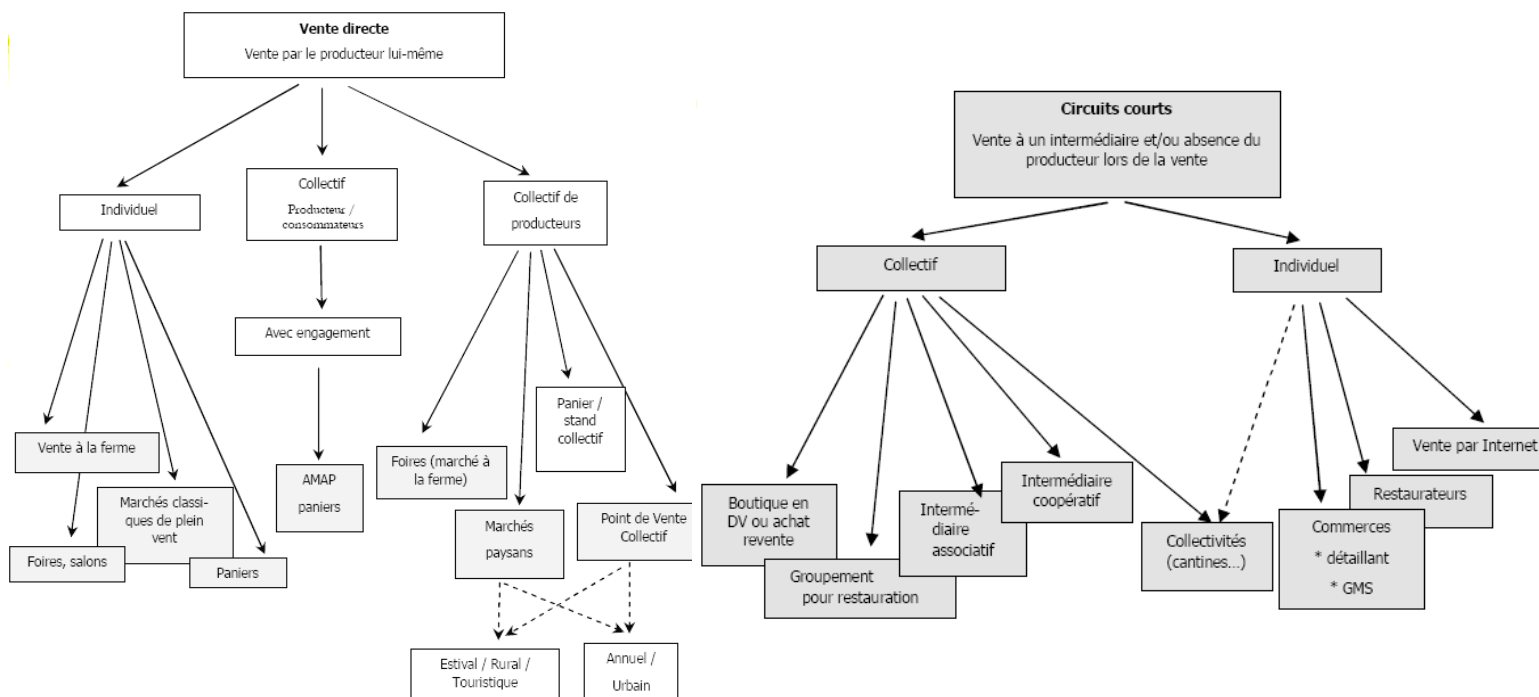 Vente directe
Vente par le producteur lui-même
Individuel
Collectif
Producteur /
consommateurs
Collectif de
producteurs
Avec engagement
Vente à la ferme
Marchés classi-
ques de plein
vent
Foires, salons
Paniers
AMAP
paniers
Foires (marché à
la ferme)
Panier /
stand
collectif
Marchés
paysans
Point de Vente
Collectif
Estival / Rural /
Touristique
Annuel /
Urbain
Circuits courts
Vente à un intermédiaire et/ou absence du
producteur lors de la vente
Collectif
Individuel
Boutique en
DV ou achat
revente
Groupement
pour restauration
Intermé-
diaire
associatif
Intermédiaire
coopératif
Collectivités
(cantines...)
Commerces
* détaillant
* GMS
Restaurateurs
Vente par Internet